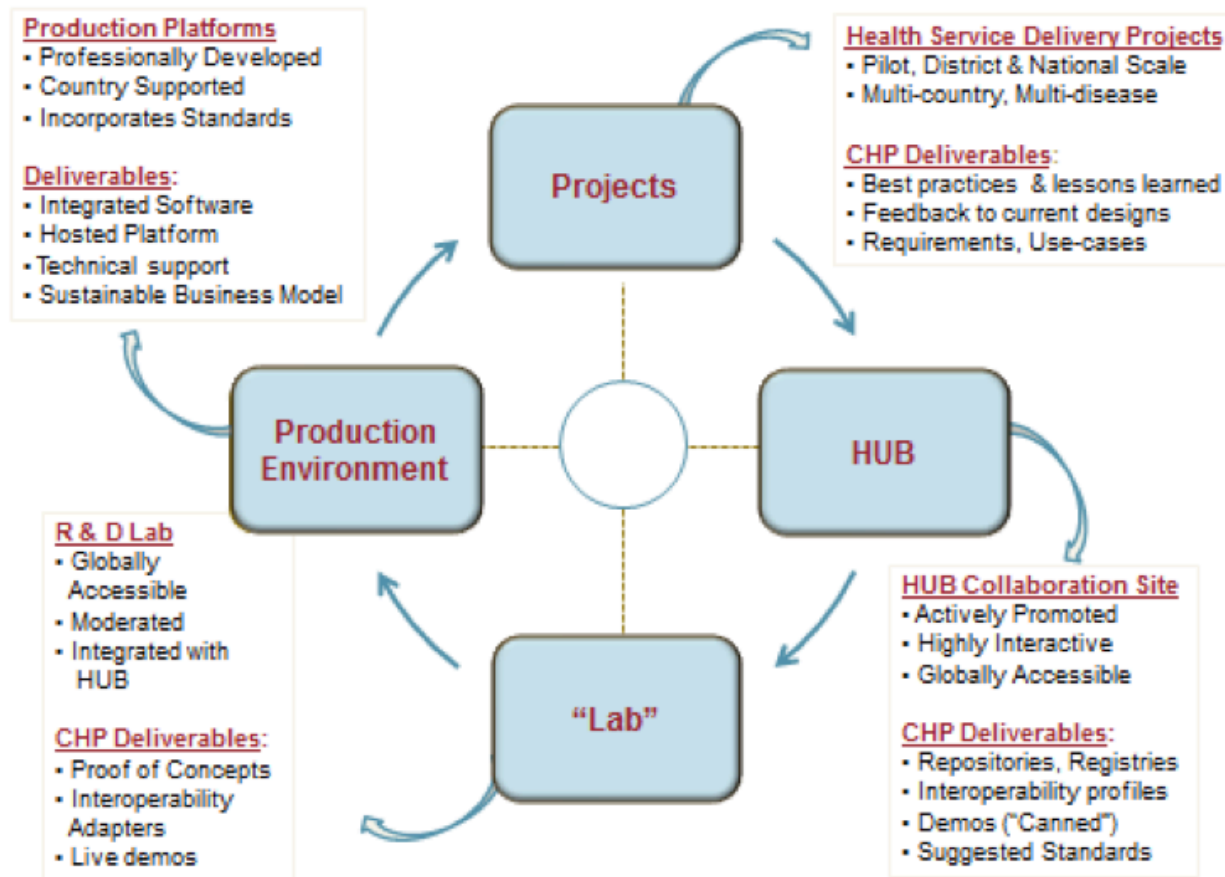 Production Platforms
▪ Professionally Developed
▪ Country Supported
▪ Incorporates Standards
Deliverables:
▪ Integrated Software
▪ Hosted Platform
▪ Technical support
▪ Sustainable Business Model
Projects
Health Service Delivery Projects
▪ Pilot, District & National Scale
▪ Multi-country, Multi-disease
CHP Deliverables:
▪ Best practices & lessons learned
▪ Feedback to current designs
▪ Requirements, Use-cases
Production
Environment
HUB
R & D Lab
▪ Globally
Accessible
▪ Moderated
▪ Integrated with
HUB
CHP Deliverables:
▪ Proof of Concepts
▪ Interoperability
Adapters
▪ Live demos
“Lab”
HUB Collaboration Site
▪ Actively Promoted
▪ Highly Interactive
▪ Globally Accessible
CHP Deliverables:
▪ Repositories, Registries
▪ Interoperability profiles
▪ Demos ("Canned")
▪ Suggested Standards